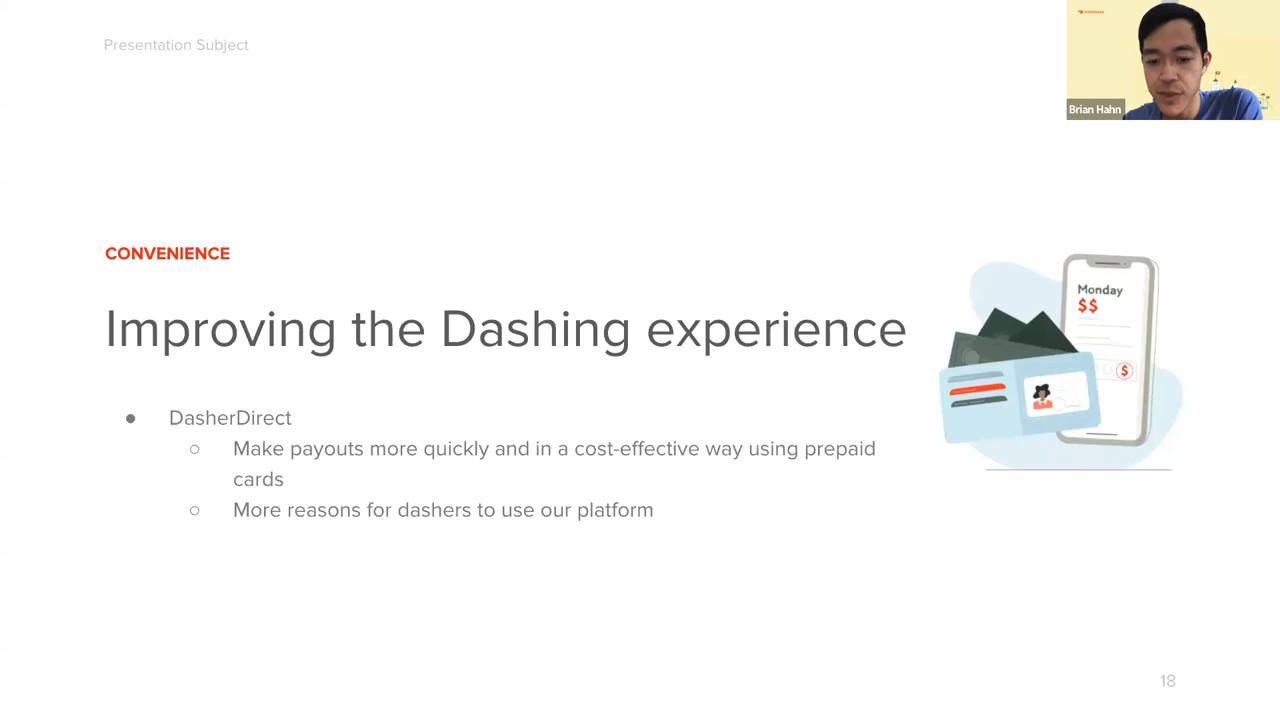 Presentation Subject
Brian Hahn
CONVENIENCE
Improving the Dashing experience
Monday
$$
$
● DasherDirect
○ Make payouts more quickly and in a cost-effective way using prepaid
cards
○ More reasons for dashers to use our platform
18